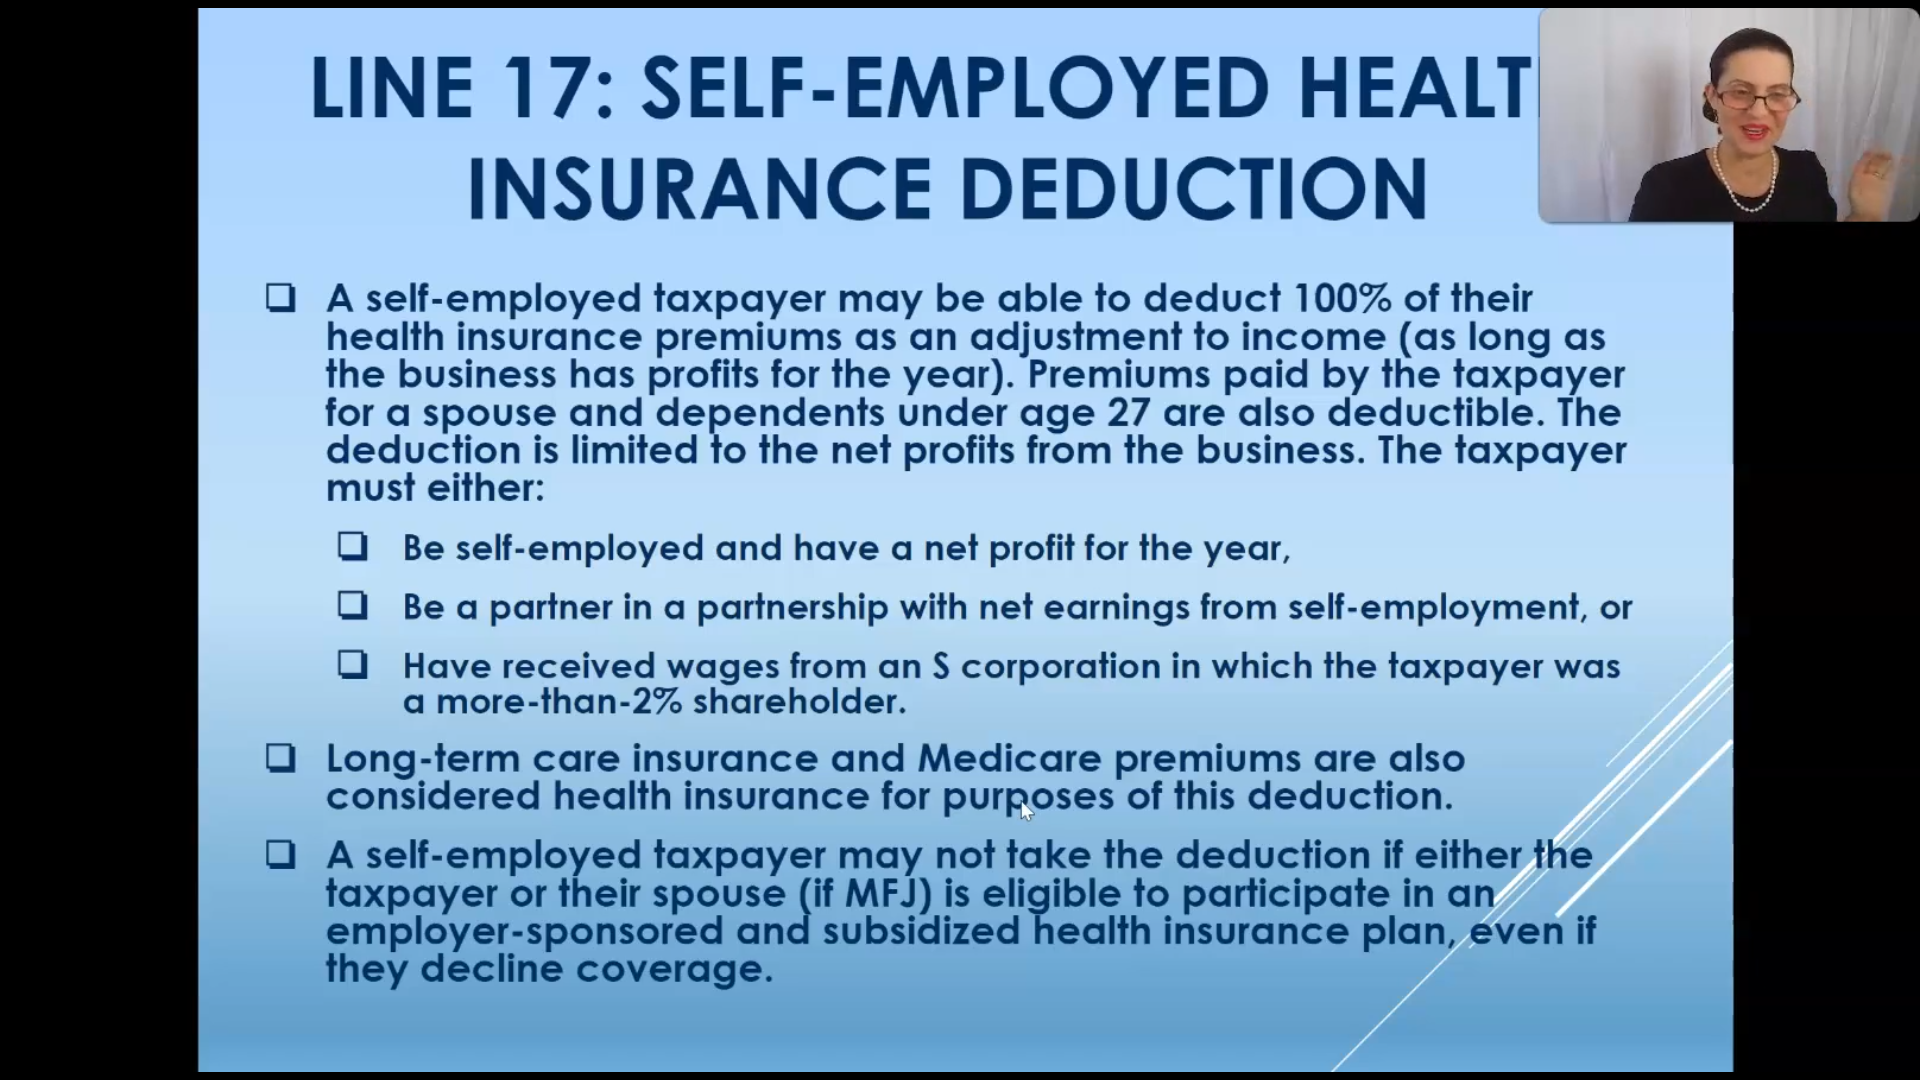 LINE 17: SELF-EMPLOYED HEALT
INSURANCE DEDUCTION
A self-employed taxpayer may be able to deduct 100% of their
health insurance premiums as an adjustment to income (as long as
the business has profits for the year). Premiums paid by the taxpayer
for a spouse and dependents under age 27 are also deductible. The
deduction is limited to the net profits from the business. The taxpayer
must either:
Be self-employed and have a net profit for the year,
Be a partner in a partnership with net earnings from self-employment, or
Have received wages from an S corporation in which the taxpayer was
a more-than-2% shareholder.
Long-term care insurance and Medicare premiums are also
considered health insurance for purposes of this deduction.
A self-employed taxpayer may not take the deduction if either the
taxpayer or their spouse (if MFJ) is eligible to participate in an
employer-sponsored and subsidized health insurance plan, even if
they decline coverage.